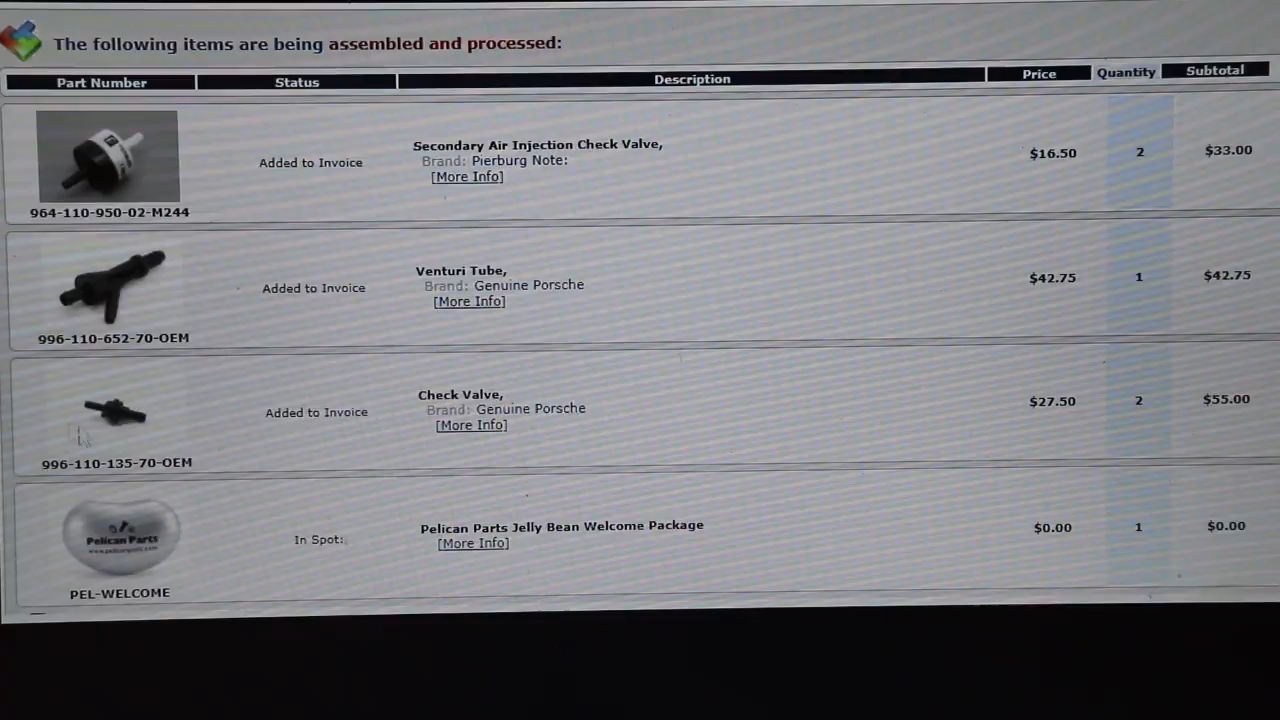 The following items are being assembled and processed:
Part Number Status Description Price Quantity Subtotal
964-110-950-02-M244
Added to Invoice
Secondary Air Injection Check Valve,
Brand: Pierburg Note:
[More Info]
$16.50 2 $33.00
996-110-652-70-OEM
Added to Invoice
Venturi Tube,
Brand: Genuine Porsche
[More Info]
$42.75 1 $42.75
996-110-135-70-OEM
Added to Invoice
Check Valve,
Brand: Genuine Porsche
[More Info]
$27.50 2 $55.00
Pelican Parts
www.pelicanparts.com
PEL-WELCOME
In Spot:
Pelican Parts Jelly Bean Welcome Package
[More Info]
$0.00 1 $0.00